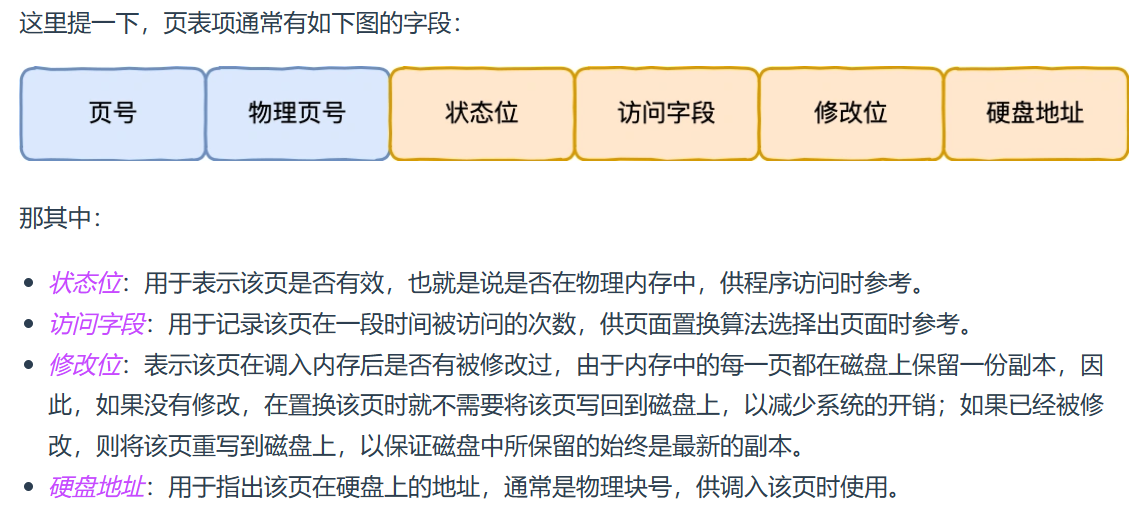 这里提一下，页表项通常有如下图的字段：
页号 物理页号 状态位 访问字段 修改位 硬盘地址
那其中：
状态位：用于表示该页是否有效，也就是说是否在物理内存中，供程序访问时参考。
访问字段：用于记录该页在一段时间被访问的次数，供页面置换算法选择出页面时参考。
修改位：表示该页在调入内存后是否有被修改过，由于内存中的每一页都在磁盘上保留一份副本，因
此，如果没有修改，在置换该页时就不需要将该页写回到磁盘上，以减少系统的开销；如果已经被修
改，则将该页重写到磁盘上，以保证磁盘中所保留的始终是最新的副本。
硬盘地址：用于指出该页在硬盘上的地址，通常是物理块号，供调入该页时使用。